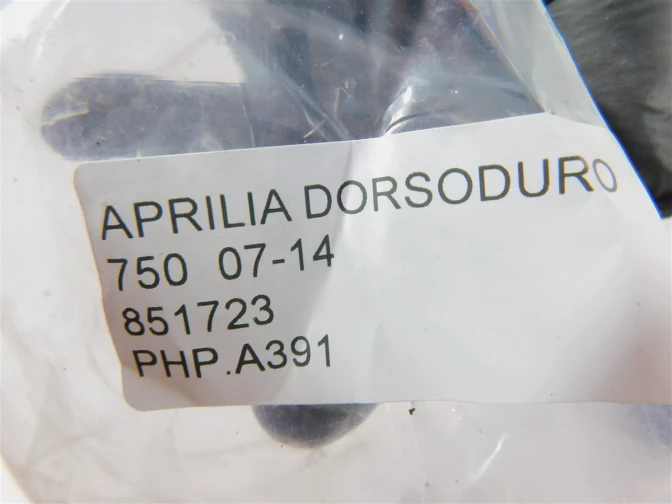 APRILIA DORSODURO
750 07-14
851723
PHP.A391